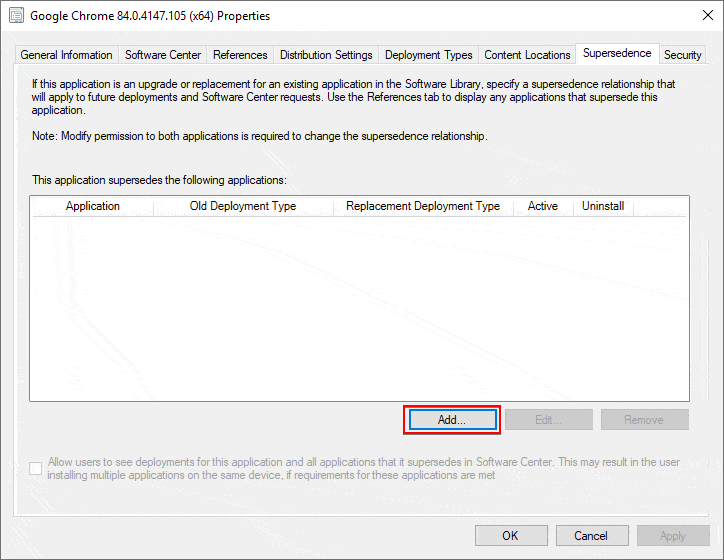 Google Chrome 84.0.4147.105 (x64) Properties
General Information Software Center References Distribution Settings Deployment Types Content Locations Supersedence Security
If this application is an upgrade or replacement for an existing application in the Software Library, specify a supersedence relationship that
will apply to future deployments and Software Center requests. Use the References tab to display any applications that supersede this
application.
Note: Modify permission to both applications is required to change the supersedence relationship.
This application supersedes the following applications:
Application Old Deployment Type Replacement Deployment Type Active Uninstall
Add... Edit... Remove
Allow users to see deployments for this application and all applications that it supersedes in Software Center. This may result in the user
installing multiple applications on the same device, if requirements for these applications are met
OK Cancel Apply